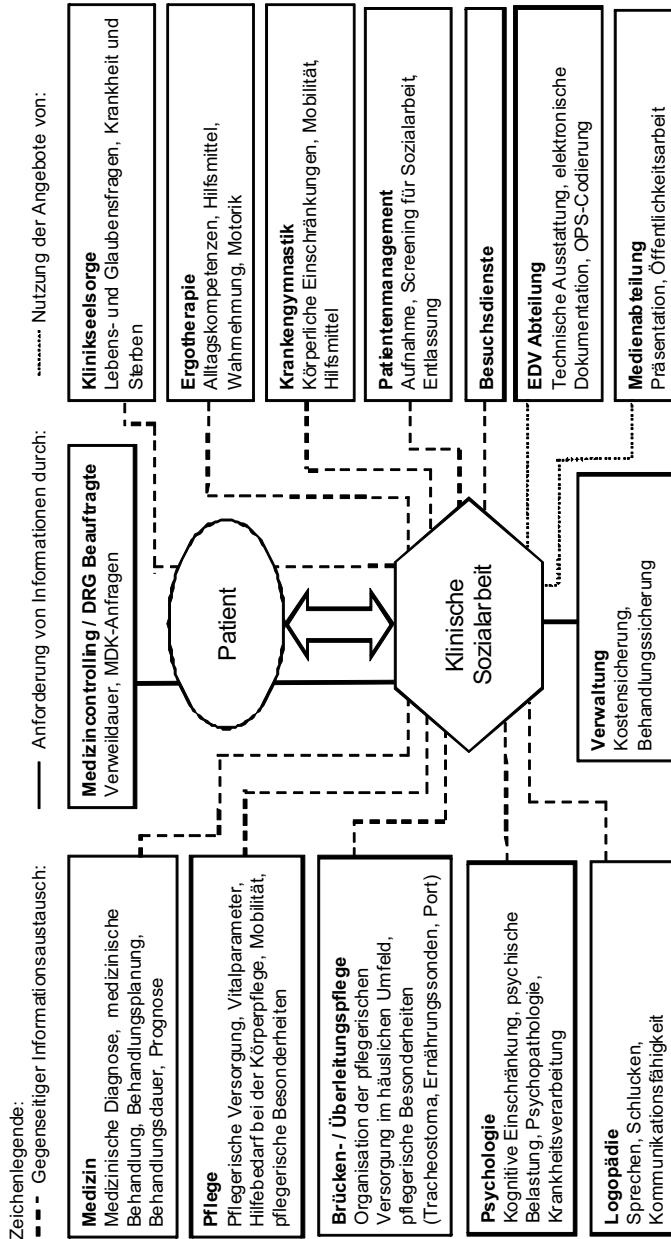 Zeichenlegende:
Gegenseitiger Informationsaustausch:
Anforderung von Informationen durch:
Nutzung der Angebote von:
Medizin
Medizinische Diagnose, medizinische
Behandlung, Behandlungsplanung,
Behandlungsdauer, Prognose
Pflege
Pflegerische Versorgung, Vitalparameter,
Hilfebedarf bei der Körperpflege, Mobilität,
pflegerische Besonderheiten
Brücken- / Überleitungspflege
Organisation der pflegerischen
Versorgung im häuslichen Umfeld,
pflegerische Besonderheiten
(Tracheostoma, Ernährungssonden, Port)
Psychologie
Kognitive Einschränkung, psychische
Belastung, Psychopathologie,
Krankheitsverarbeitung
Logopädie
Sprechen, Schlucken,
Kommunikationsfähigkeit
Medizincontrolling / DRG Beauftragte
Verweildauer, MDK-Anfragen
Patient
Klinische
Sozialarbeit
Verwaltung
Kostensicherung,
Behandlungssicherung
Klinikseelsorge
Lebens- und Glaubensfragen, Krankheit und
Sterben
Ergotherapie
Alltagskompetenzen, Hilfsmittel,
Wahrnehmung, Motorik
Krankengymnastik
Körperliche Einschränkungen, Mobilität,
Hilfsmittel
Patientenmanagement
Aufnahme, Screening für Sozialarbeit,
Entlassung
Besuchsdienste
EDV Abteilung
Technische Ausstattung, elektronische
Dokumentation, OPS-Codierung
Medienabteilung
Präsentation, Öffentlichkeitsarbeit